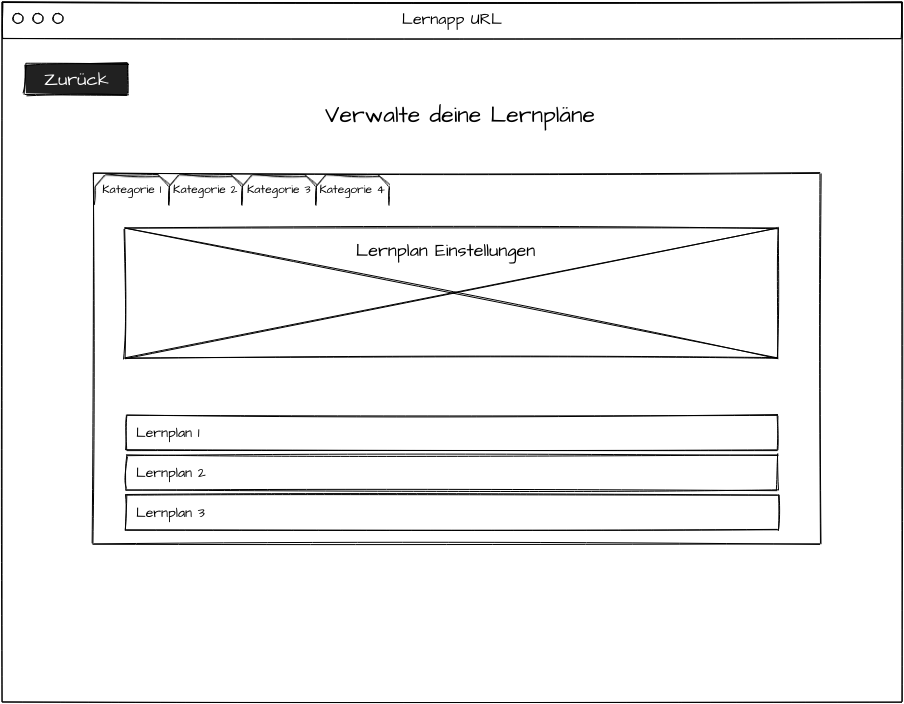 Lernapp URL
Zurück
Verwalte deine Lernpläne
Kategorie 1 Kategorie 2 Kategorie 3 Kategorie 4
Lernplan Einstellungen
Lernplan 1
Lernplan 2
Lernplan 3